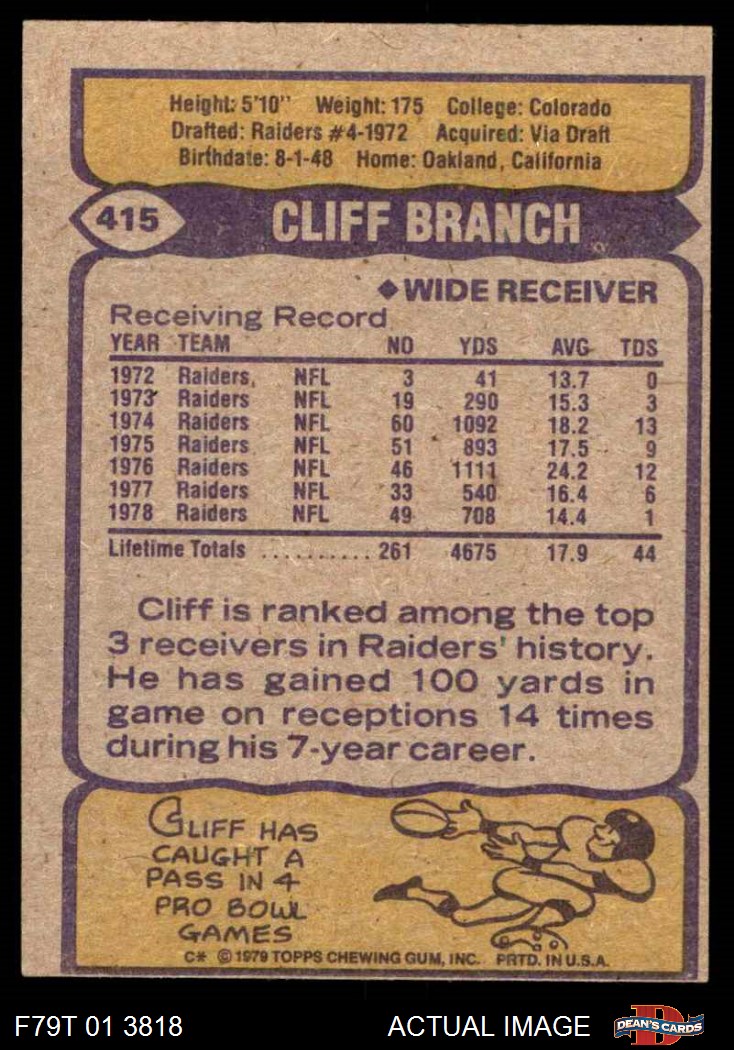 Height: 5'10" Weight: 175 College: Colorado
Drafted: Raiders #4-1972 Acquired: Via Draft
Birthdate: 8-1-48 Home: Oakland, California
415 CLIFF BRANCH
◆WIDE RECEIVER
Receiving Record
YEAR TEAM NO YDS AVG TDS
1972 Raiders, NFL 3 41 13.7 0
1973 Raiders NFL 19 290 15.3 3
1974 Raiders NFL 60 1092 18.2 13
1975 Raiders NFL 51 893 17.5 9
1976 Raiders NFL 46 1111 24.2 12
1977 Raiders NFL 33 540 16.4 6
1978 Raiders NFL 49 708 14.4 1
Lifetime Totals .......... 261 4675 17.9 44
Cliff is ranked among the top
3 receivers in Raiders' history.
He has gained 100 yards in
game on receptions 14 times
during his 7-year career.
CLIFF HAS
CAUGHT A
PASS IN 4
PRO BOWL
GAMES
C* © 1979 TOPPS CHEWING GUM, INC. PRTD. IN U.S.A.
F79T 01 3818 ACTUAL IMAGE D DEAN'S CARDS